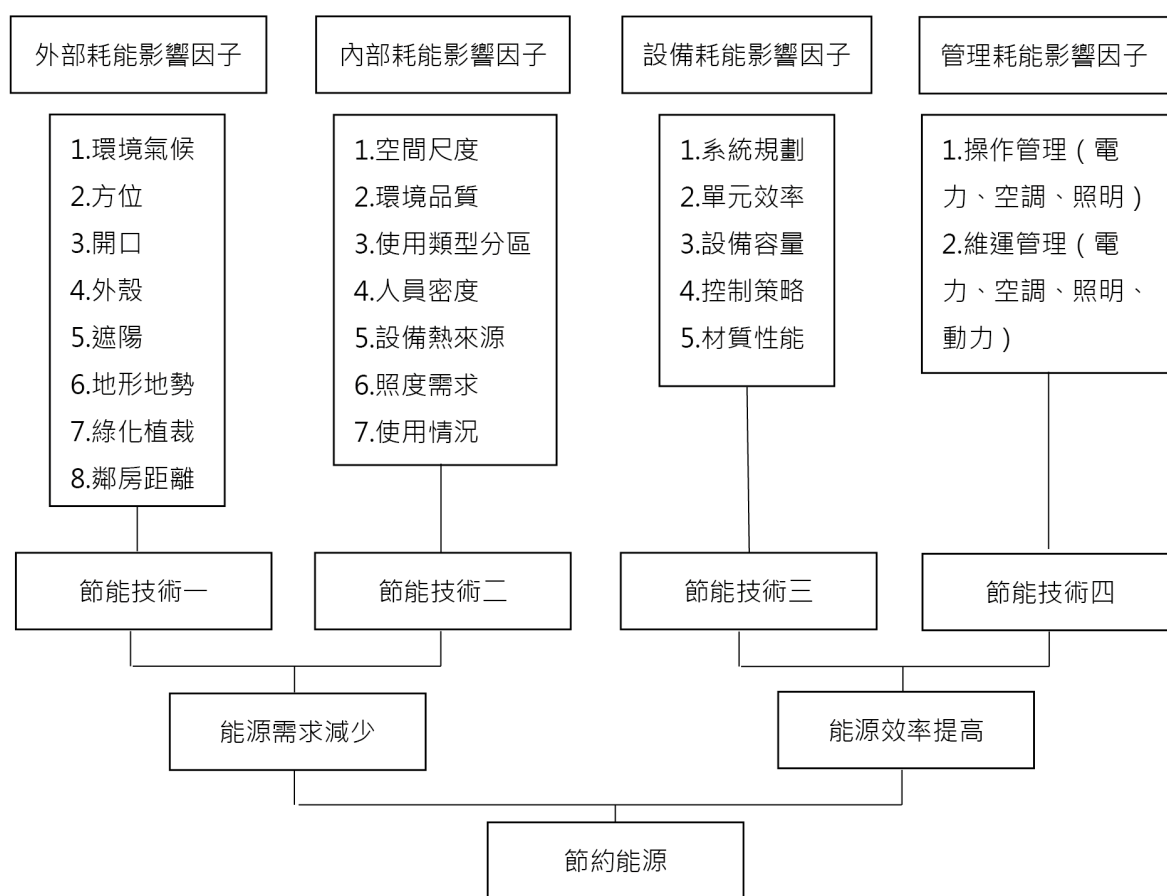 外部耗能影響因子
內部耗能影響因子
設備耗能影響因子
管理耗能影響因子
1.環境氣候
2.方位
3.開口
4.外殼
5.遮陽
6.地形地勢
7.綠化植裁
8.鄰房距離
1.空間尺度
2.環境品質
3.使用類型分區
4.人員密度
5.設備熱來源
6.照度需求
7.使用情況
1.系統規劃
2.單元效率
3.設備容量
4.控制策略
5.材質性能
1.操作管理（電
力、空調、照明）
2.維運管理（電
力、空調、照明、
動力）
節能技術一
節能技術二
節能技術三
節能技術四
能源需求減少
能源效率提高
節約能源